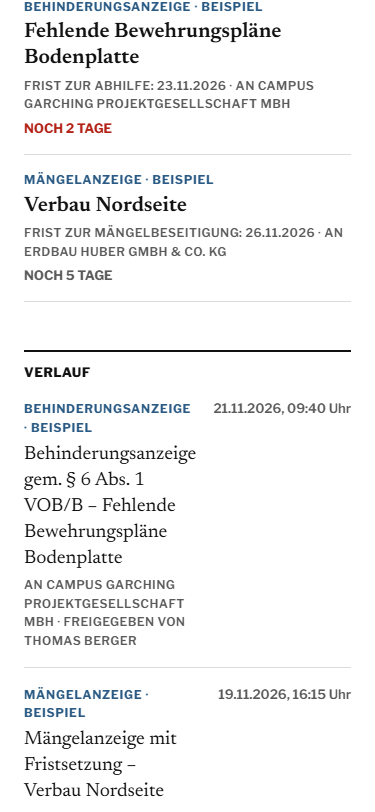 BEHINDERUNGSANZEIGE · BEISPIEL
Fehlende Bewehrungspläne
Bodenplatte
FRIST ZUR ABHILFE: 23.11.2026 · AN CAMPUS
GARCHING PROJEKTGESELLSCHAFT MBH
NOCH 2 TAGE
MÄNGELANZEIGE · BEISPIEL
Verbau Nordseite
FRIST ZUR MÄNGELBESEITIGUNG: 26.11.2026 · AN
ERDBAU HUBER GMBH & CO. KG
NOCH 5 TAGE
VERLAUF
BEHINDERUNGSANZEIGE 21.11.2026, 09:40 Uhr
· BEISPIEL
Behinderungsanzeige
gem. § 6 Abs. 1
VOB/B – Fehlende
Bewehrungspläne
Bodenplatte
AN CAMPUS GARCHING
PROJEKTGESELLSCHAFT
MBH · FREIGEGEBEN VON
THOMAS BERGER
MÄNGELANZEIGE · 19.11.2026, 16:15 Uhr
BEISPIEL
Mängelanzeige mit
Fristsetzung –
Verbau Nordseite